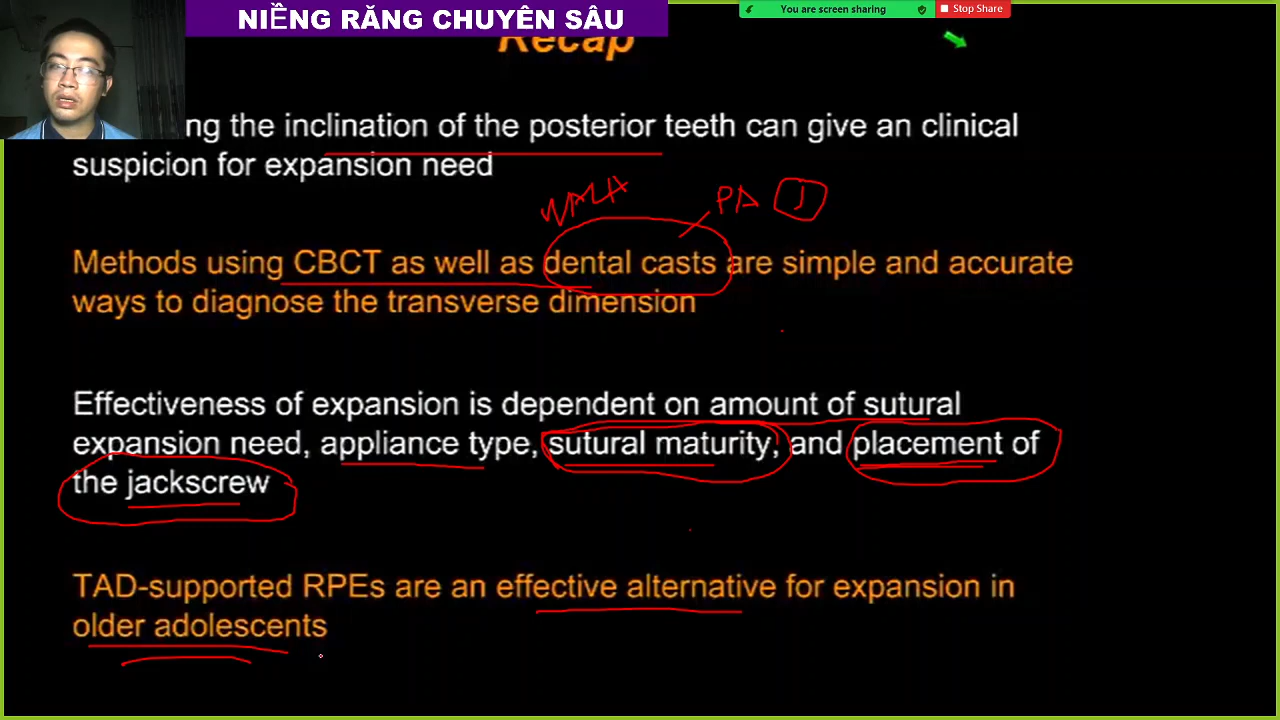 NIỀNG RĂNG CHUYÊN SÂU
You are screen sharing
Stop Share
Recap
ng the inclination of the posterior teeth can give an clinical
suspicion for expansion need
WALA
PA J
Methods using CBCT as well as dental casts are simple and accurate
ways to diagnose the transverse dimension
Effectiveness of expansion is dependent on amount of sutural
expansion need, appliance type, sutural maturity, and placement of
the jackscrew
TAD-supported RPEs are an effective alternative for expansion in
older adolescents